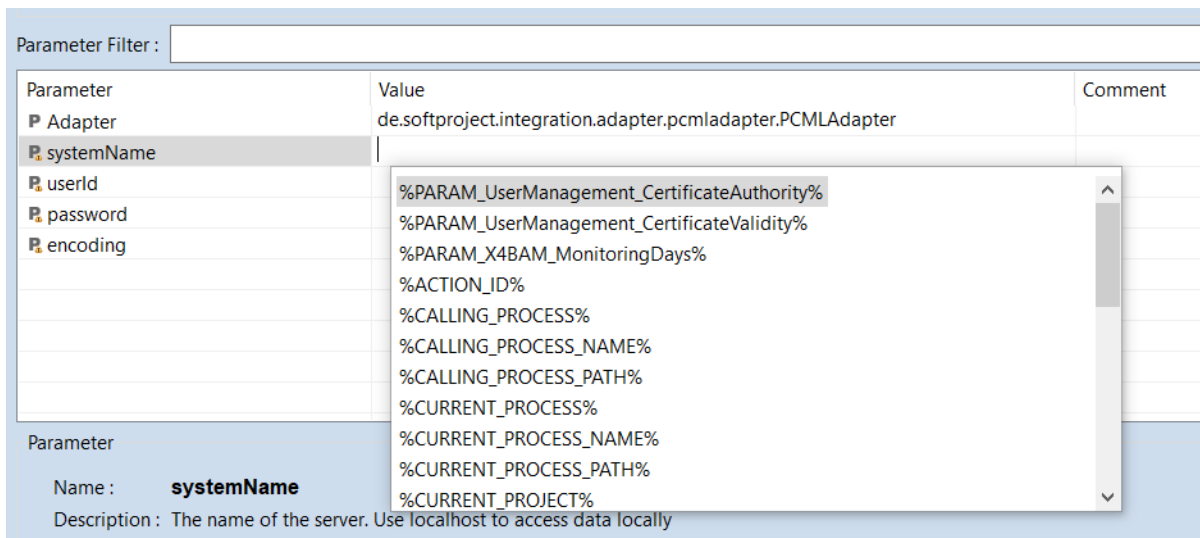 Parameter Filter :
Parameter Value Comment
P Adapter de.softproject.integration.adapter.pcmladapter.PCMLAdapter
P systemName
P userId
P password
P encoding
%PARAM_UserManagement_CertificateAuthority%
%PARAM_UserManagement_CertificateValidity%
%PARAM_X4BAM_MonitoringDays%
%ACTION_ID%
%CALLING_PROCESS%
%CALLING_PROCESS_NAME%
%CALLING_PROCESS_PATH%
%CURRENT_PROCESS%
%CURRENT_PROCESS_NAME%
%CURRENT_PROCESS_PATH%
%CURRENT_PROJECT%
Parameter
Name : systemName
Description : The name of the server. Use localhost to access data locally